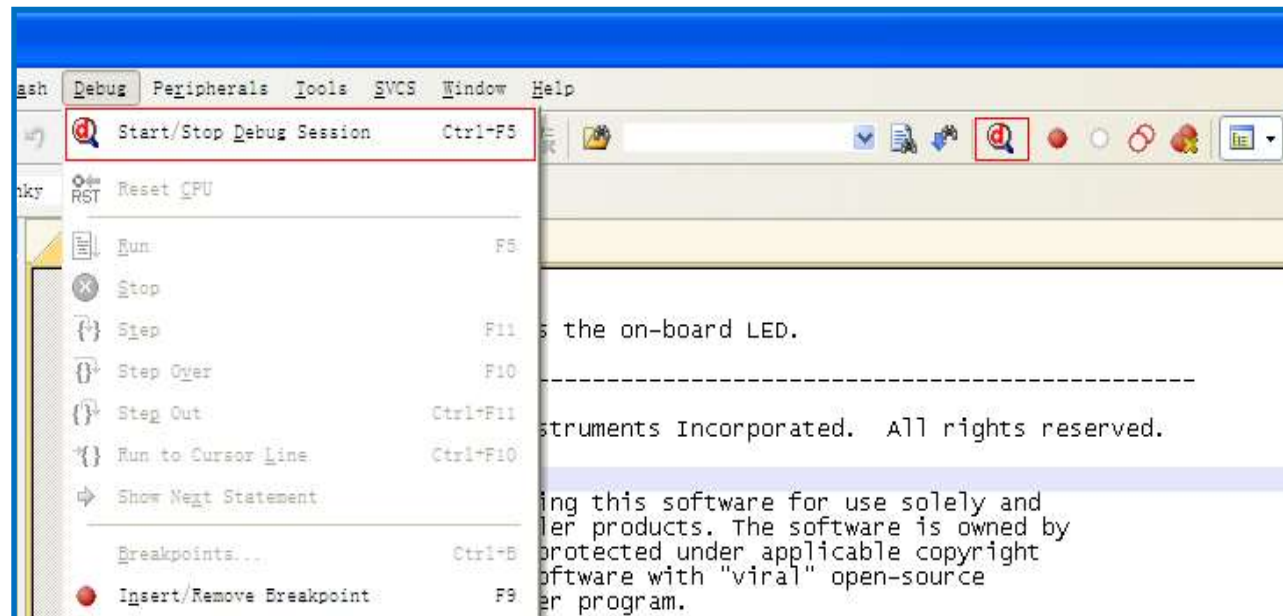 ash Debug Peripherals Tools SVCS Window Help
Start/Stop Debug Session Ctrl+F5
nky
RST Reset CPU
Run F5
Stop
Step F11
Step Over F10
Step Out Ctrl+F11
Run to Cursor Line Ctrl+F10
Show Next Statement
Breakpoints... Ctrl+B
Insert/Remove Breakpoint F9
s the on-board LED.
------------------------------------------------------
struments Incorporated.  All rights reserved.
ing this software for use solely and
ler products. The software is owned by
protected under applicable copyright
oftware with "viral" open-source
er program.